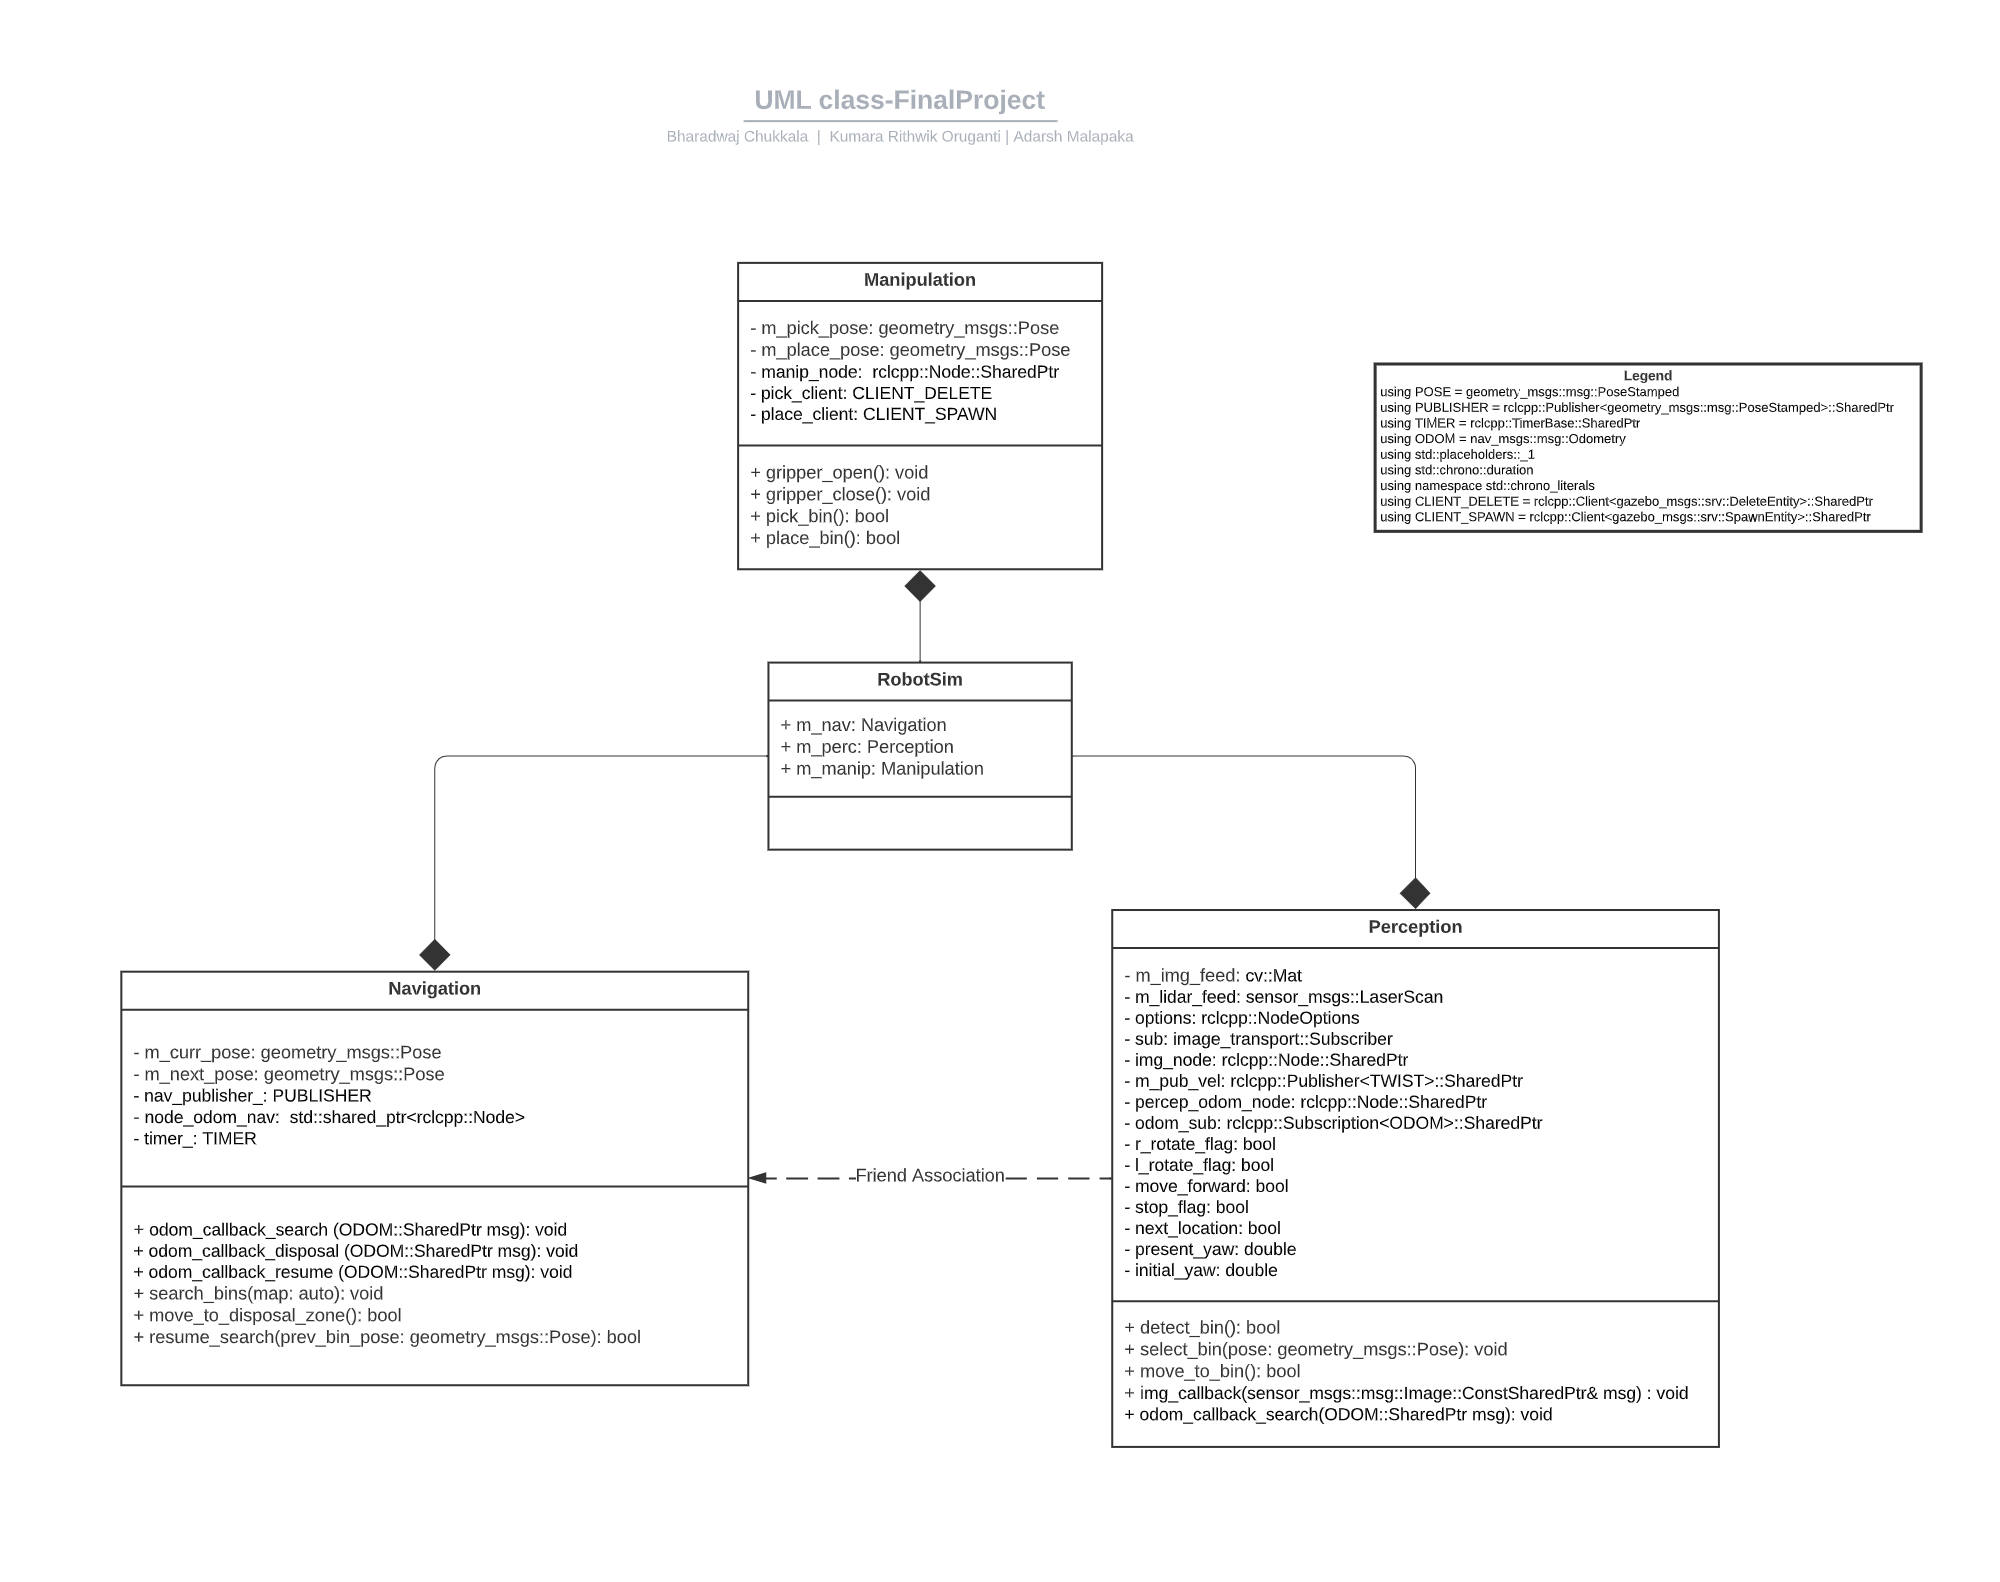 UML class-FinalProject
Bharadwaj Chukkala | Kumara Rithwik Oruganti | Adarsh Malapaka
Manipulation
- m_pick_pose: geometry_msgs::Pose
- m_place_pose: geometry_msgs::Pose
- manip_node: rclcpp::Node::SharedPtr
- pick_client: CLIENT_DELETE
- place_client: CLIENT_SPAWN
+ gripper_open(): void
+ gripper_close(): void
+ pick_bin(): bool
+ place_bin(): bool
Legend
using POSE = geometry_msgs::msg::PoseStamped
using PUBLISHER = rclcpp::Publisher<geometry_msgs::msg::PoseStamped>::SharedPtr
using TIMER = rclcpp::TimerBase::SharedPtr
using ODOM = nav_msgs::msg::Odometry
using std::placeholders::_1
using std::chrono::duration
using namespace std::chrono_literals
using CLIENT_DELETE = rclcpp::Client<gazebo_msgs::srv::DeleteEntity>::SharedPtr
using CLIENT_SPAWN = rclcpp::Client<gazebo_msgs::srv::SpawnEntity>::SharedPtr
RobotSim
+ m_nav: Navigation
+ m_perc: Perception
+ m_manip: Manipulation
Navigation
- m_curr_pose: geometry_msgs::Pose
- m_next_pose: geometry_msgs::Pose
- nav_publisher_: PUBLISHER
- node_odom_nav: std::shared_ptr<rclcpp::Node>
- timer_: TIMER
+ odom_callback_search (ODOM::SharedPtr msg): void
+ odom_callback_disposal (ODOM::SharedPtr msg): void
+ odom_callback_resume (ODOM::SharedPtr msg): void
+ search_bins(map: auto): void
+ move_to_disposal_zone(): bool
+ resume_search(prev_bin_pose: geometry_msgs::Pose): bool
Friend Association
Perception
- m_img_feed: cv::Mat
- m_lidar_feed: sensor_msgs::LaserScan
- options: rclcpp::NodeOptions
- sub: image_transport::Subscriber
- img_node: rclcpp::Node::SharedPtr
- m_pub_vel: rclcpp::Publisher<TWIST>::SharedPtr
- percep_odom_node: rclcpp::Node::SharedPtr
- odom_sub: rclcpp::Subscription<ODOM>::SharedPtr
- r_rotate_flag: bool
- l_rotate_flag: bool
- move_forward: bool
- stop_flag: bool
- next_location: bool
- present_yaw: double
- initial_yaw: double
+ detect_bin(): bool
+ select_bin(pose: geometry_msgs::Pose): void
+ move_to_bin(): bool
+ img_callback(sensor_msgs::msg::Image::ConstSharedPtr& msg) : void
+ odom_callback_search(ODOM::SharedPtr msg): void